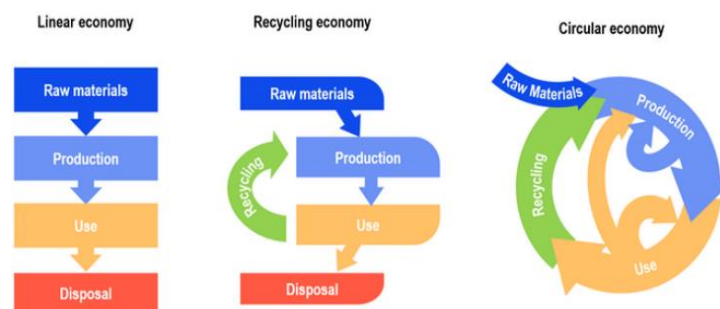 Linear economy
Raw materials
Production
Use
Disposal
Recycling economy
Raw materials
Production
Recycling
Use
Disposal
Circular economy
Raw Materials
Production
Recycling
Use